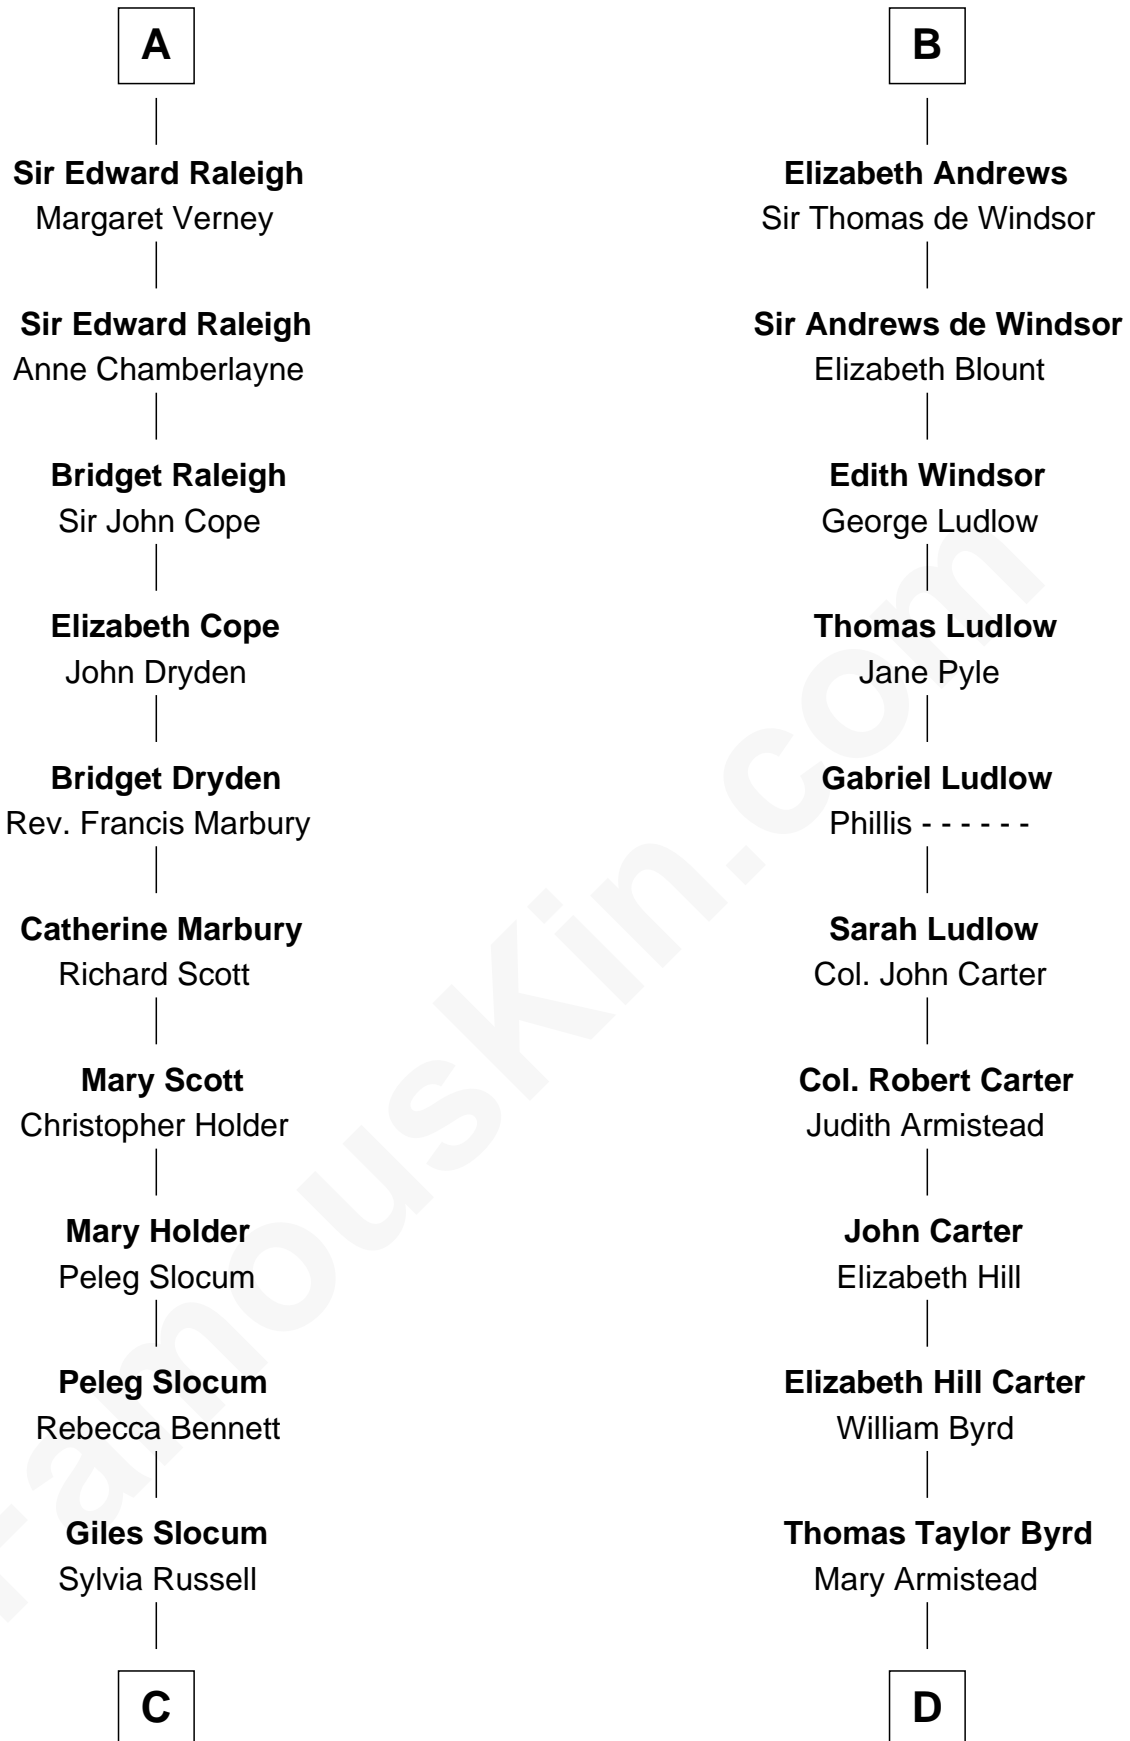 A
Sir Edward Raleigh
Margaret Verney
Sir Edward Raleigh
Anne Chamberlayne
Bridget Raleigh
Sir John Cope
Elizabeth Cope
John Dryden
Bridget Dryden
Rev. Francis Marbury
Catherine Marbury
Richard Scott
Mary Scott
Christopher Holder
Mary Holder
Peleg Slocum
Peleg Slocum
Rebecca Bennett
Giles Slocum
Sylvia Russell
C
B
Elizabeth Andrews
Sir Thomas de Windsor
Sir Andrews de Windsor
Elizabeth Blount
Edith Windsor
George Ludlow
Thomas Ludlow
Jane Pyle
Gabriel Ludlow
Phillis - - - - - -
Sarah Ludlow
Col. John Carter
Col. Robert Carter
Judith Armistead
John Carter
Elizabeth Hill
Elizabeth Hill Carter
William Byrd
Thomas Taylor Byrd
Mary Armistead
D
FamousKin.com